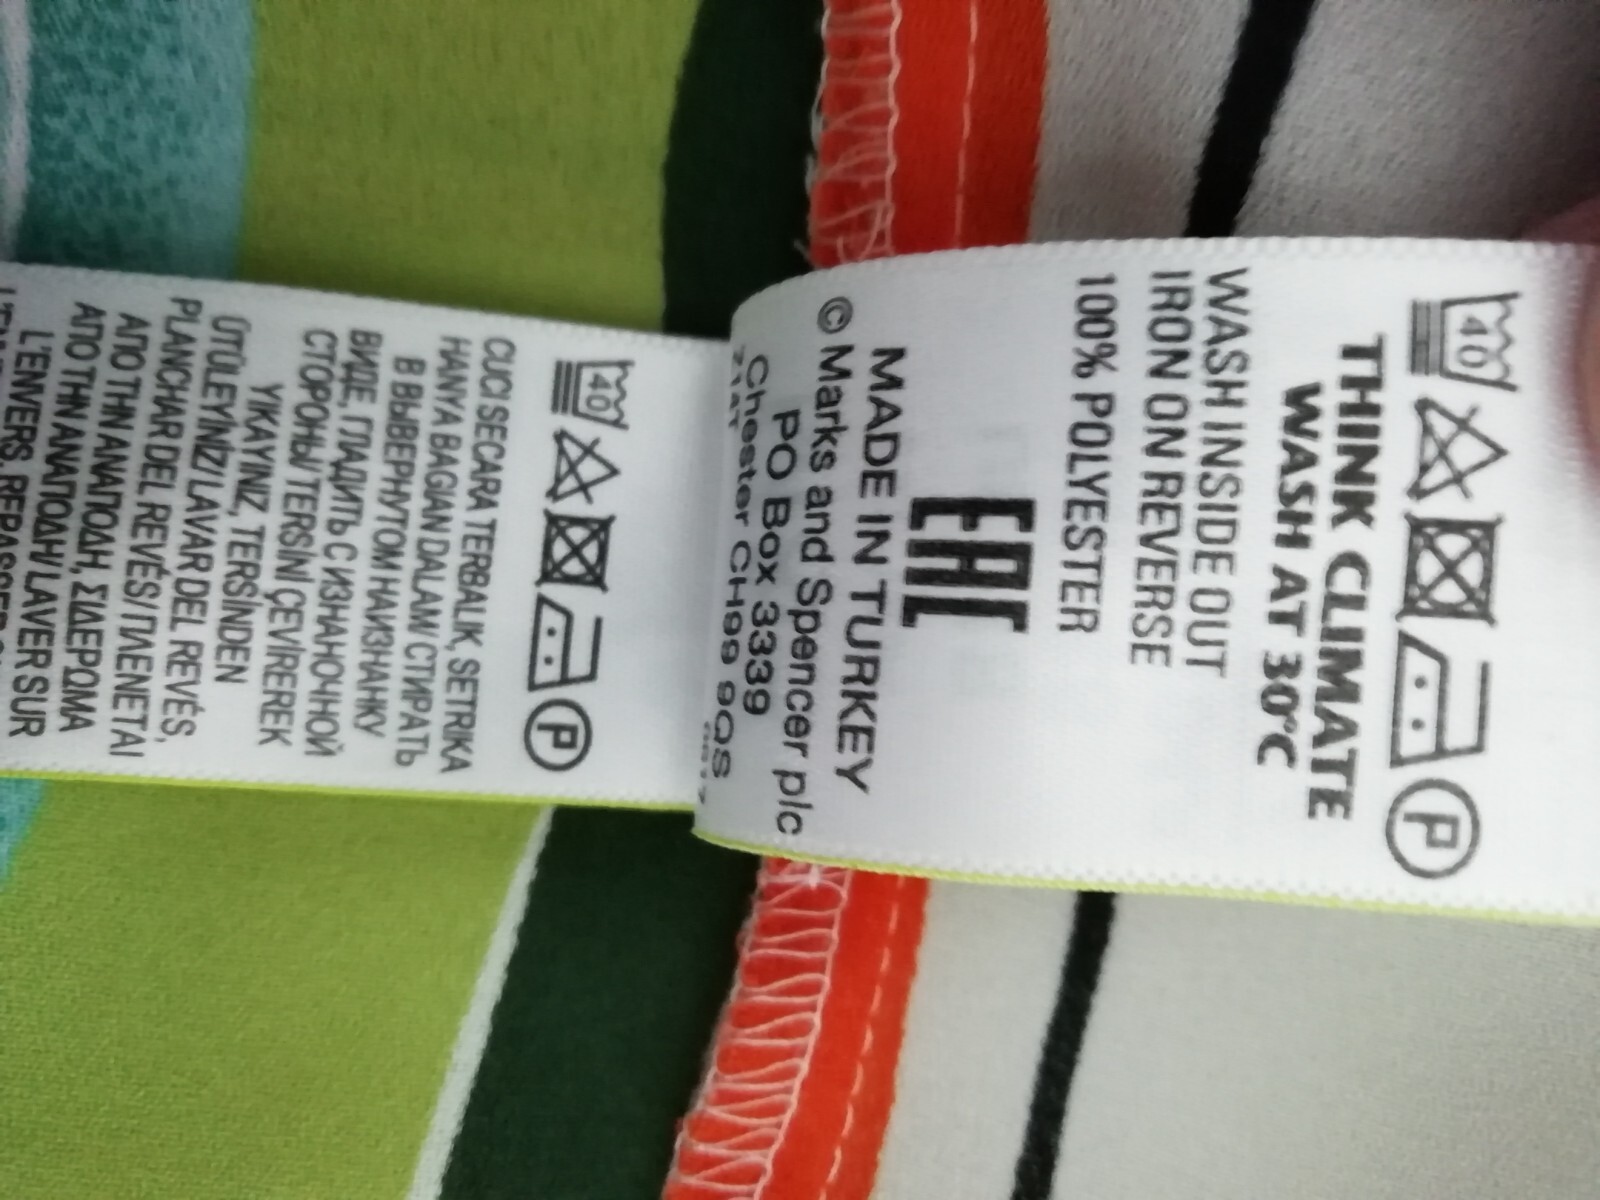 40
P
THINK CLIMATE
WASH AT 30°C
WASH INSIDE OUT
IRON ON REVERSE
100% POLYESTER
EAC
MADE IN TURKEY
© Marks and Spencer plc
PO Box 3339
Chester CH99 9QS
40
P
CUCI SECARA TERBALIK, SETRIKA
HANYA BAGIAN DALAM/ СТИРАТЬ
В ВЫВЕРНУТОМ НАИЗНАНКУ
ВИДЕ, ГЛАДИТЬ С ИЗНАНОЧНОЙ
СТОРОНЫ/ TERSİNİ ÇEVİREREK
YIKAYINIZ, TERSİNDEN
ÜTÜLEYİNİZ/ LAVAR DEL REVÉS,
PLANCHAR DEL REVÉS/ ΠΛΕΝΕΤΑΙ
ΑΠΟ ΤΗΝ ΑΝΑΠΟΔΗ, ΣΙΔΕΡΩΜΑ
ΑΠΟ ΤΗΝ ΑΝΑΠΟΔΗ/ LAVER SUR
L'ENVERS, REPASSER